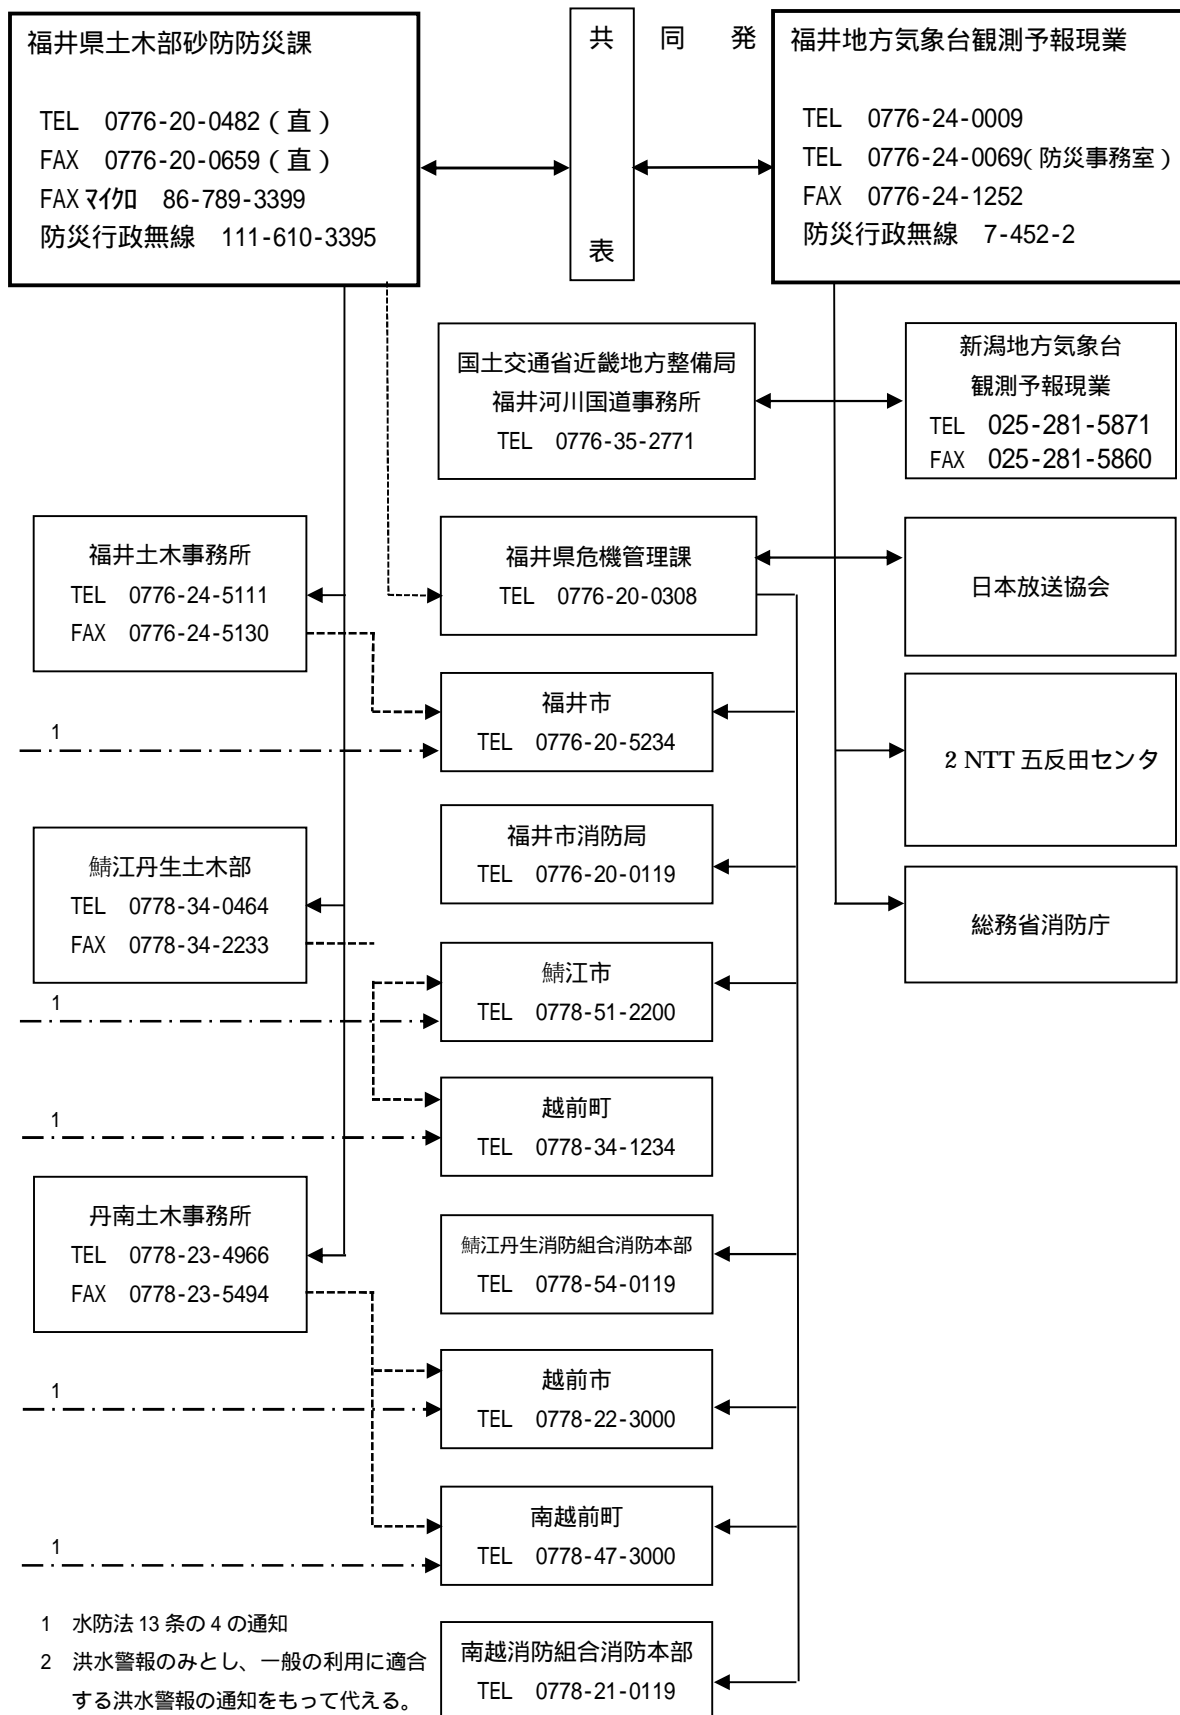 福井県土木部砂防防災課
TEL 0776-20-0482（直）
FAX 0776-20-0659（直）
FAX マイクロ 86-789-3399
防災行政無線 111-610-3395
共 同 発
表
福井地方気象台観測予報現業
TEL 0776-24-0009
TEL 0776-24-0069（防災事務室）
FAX 0776-24-1252
防災行政無線 7-452-2
国土交通省近畿地方整備局
福井河川国道事務所
TEL 0776-35-2771
新潟地方気象台
観測予報現業
TEL 025-281-5871
FAX 025-281-5860
福井土木事務所
TEL 0776-24-5111
FAX 0776-24-5130
福井県危機管理課
TEL 0776-20-0308
日本放送協会
1
福井市
TEL 0776-20-5234
2 NTT 五反田センタ
福井市消防局
TEL 0776-20-0119
鯖江丹生土木部
TEL 0778-34-0464
FAX 0778-34-2233
総務省消防庁
1
鯖江市
TEL 0778-51-2200
1
越前町
TEL 0778-34-1234
丹南土木事務所
TEL 0778-23-4966
FAX 0778-23-5494
鯖江丹生消防組合消防本部
TEL 0778-54-0119
1
越前市
TEL 0778-22-3000
1
南越前町
TEL 0778-47-3000
1 水防法 13 条の 4 の通知
2 洪水警報のみとし、一般の利用に適合
する洪水警報の通知をもって代える。
南越消防組合消防本部
TEL 0778-21-0119